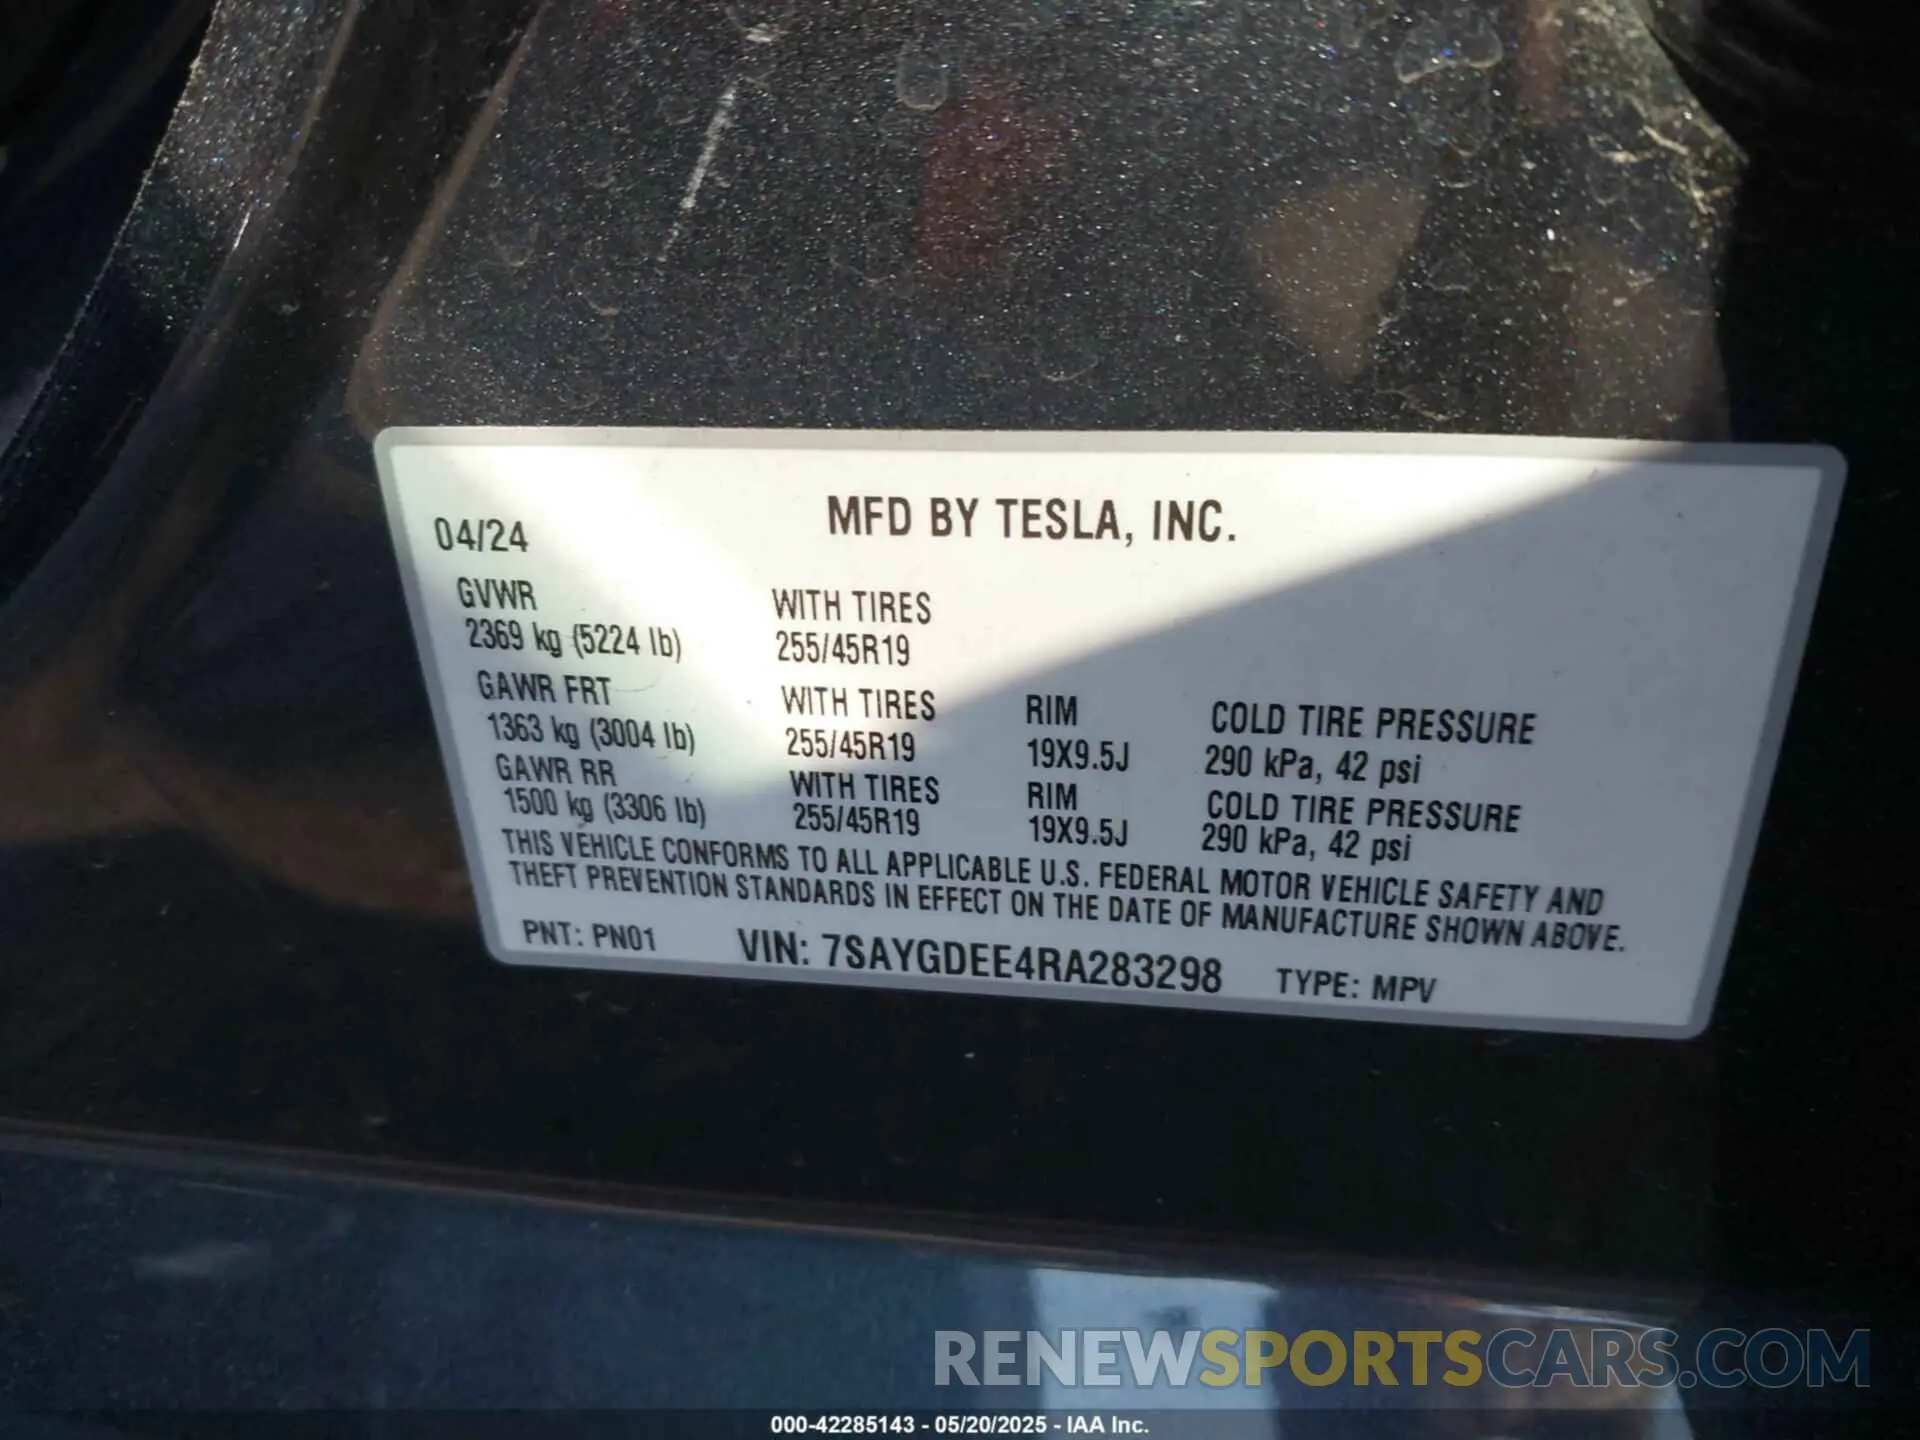 MFD BY TESLA, INC.
04/24
GVWR WITH TIRES
2369 kg (5224 lb) 255/45R19
GAWR FRT WITH TIRES RIM COLD TIRE PRESSURE
1363 kg (3004 lb) 255/45R19 19X9.5J 290 kPa, 42 psi
GAWR RR WITH TIRES RIM COLD TIRE PRESSURE
1500 kg (3306 lb) 255/45R19 19X9.5J 290 kPa, 42 psi
THIS VEHICLE CONFORMS TO ALL APPLICABLE U.S. FEDERAL MOTOR VEHICLE SAFETY AND
THEFT PREVENTION STANDARDS IN EFFECT ON THE DATE OF MANUFACTURE SHOWN ABOVE.
PNT: PN01 VIN: 7SAYGDEE4RA283298 TYPE: MPV
RENEWSPORTSCARS.COM
000-42285143 - 05/20/2025 - IAA Inc.